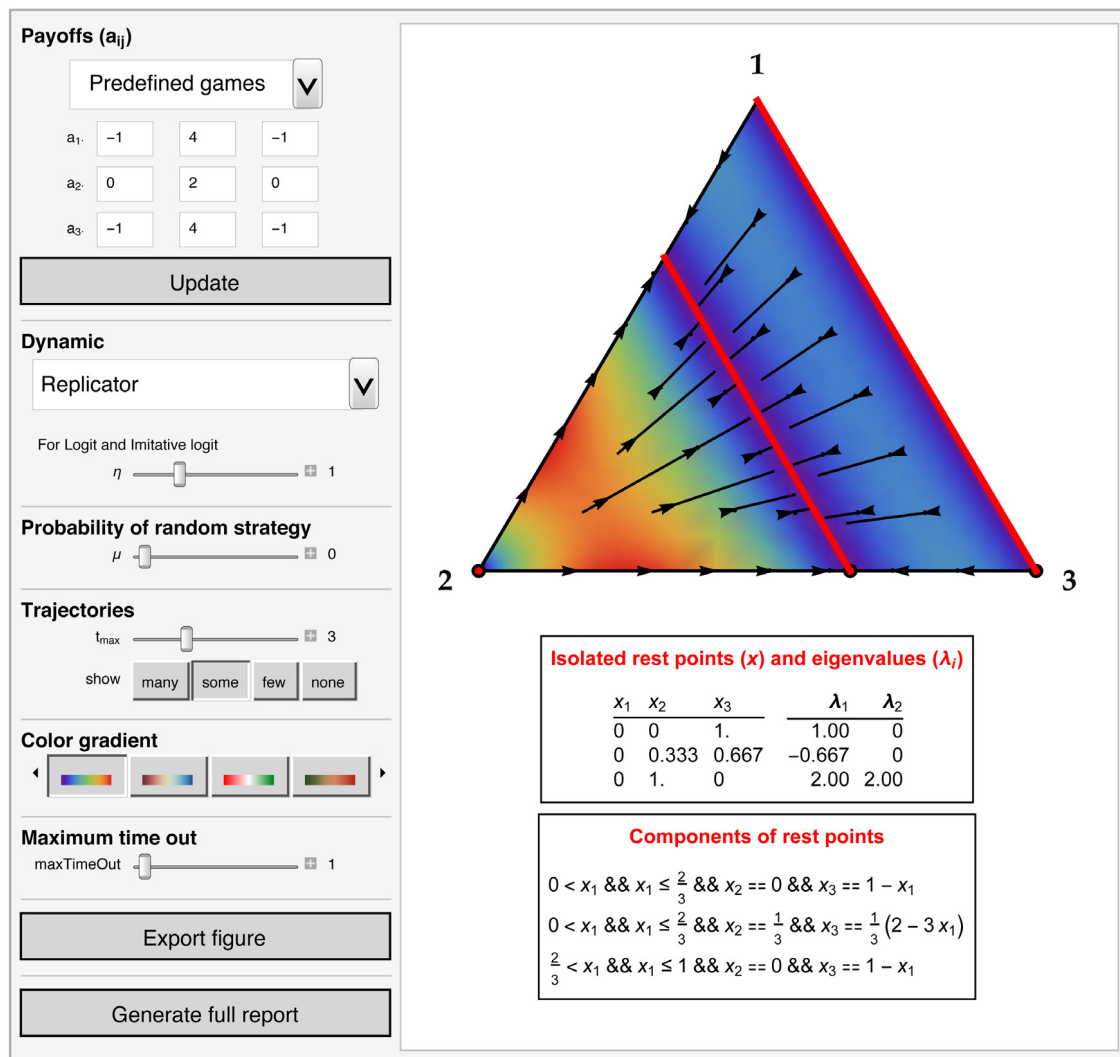 Payoffs (aᵢⱼ)
Predefined games
a₁. −1 4 −1
a₂. 0 2 0
a₃. −1 4 −1
Update
Dynamic
Replicator
For Logit and Imitative logit
η 1
Probability of random strategy
μ 0
Trajectories
tmax 3
show many some few none
Color gradient
Maximum time out
maxTimeOut 1
Export figure
Generate full report
1
2
3
Isolated rest points (x) and eigenvalues (λᵢ)
x₁ x₂ x₃ λ₁ λ₂
0 0 1. 1.00 0
0 0.333 0.667 −0.667 0
0 1. 0 2.00 2.00
Components of rest points
0 < x₁ && x₁ ≤ 2/3 && x₂ == 0 && x₃ == 1 − x₁
0 < x₁ && x₁ ≤ 2/3 && x₂ == 1/3 && x₃ == 1/3 (2 − 3 x₁)
2/3 < x₁ && x₁ ≤ 1 && x₂ == 0 && x₃ == 1 − x₁